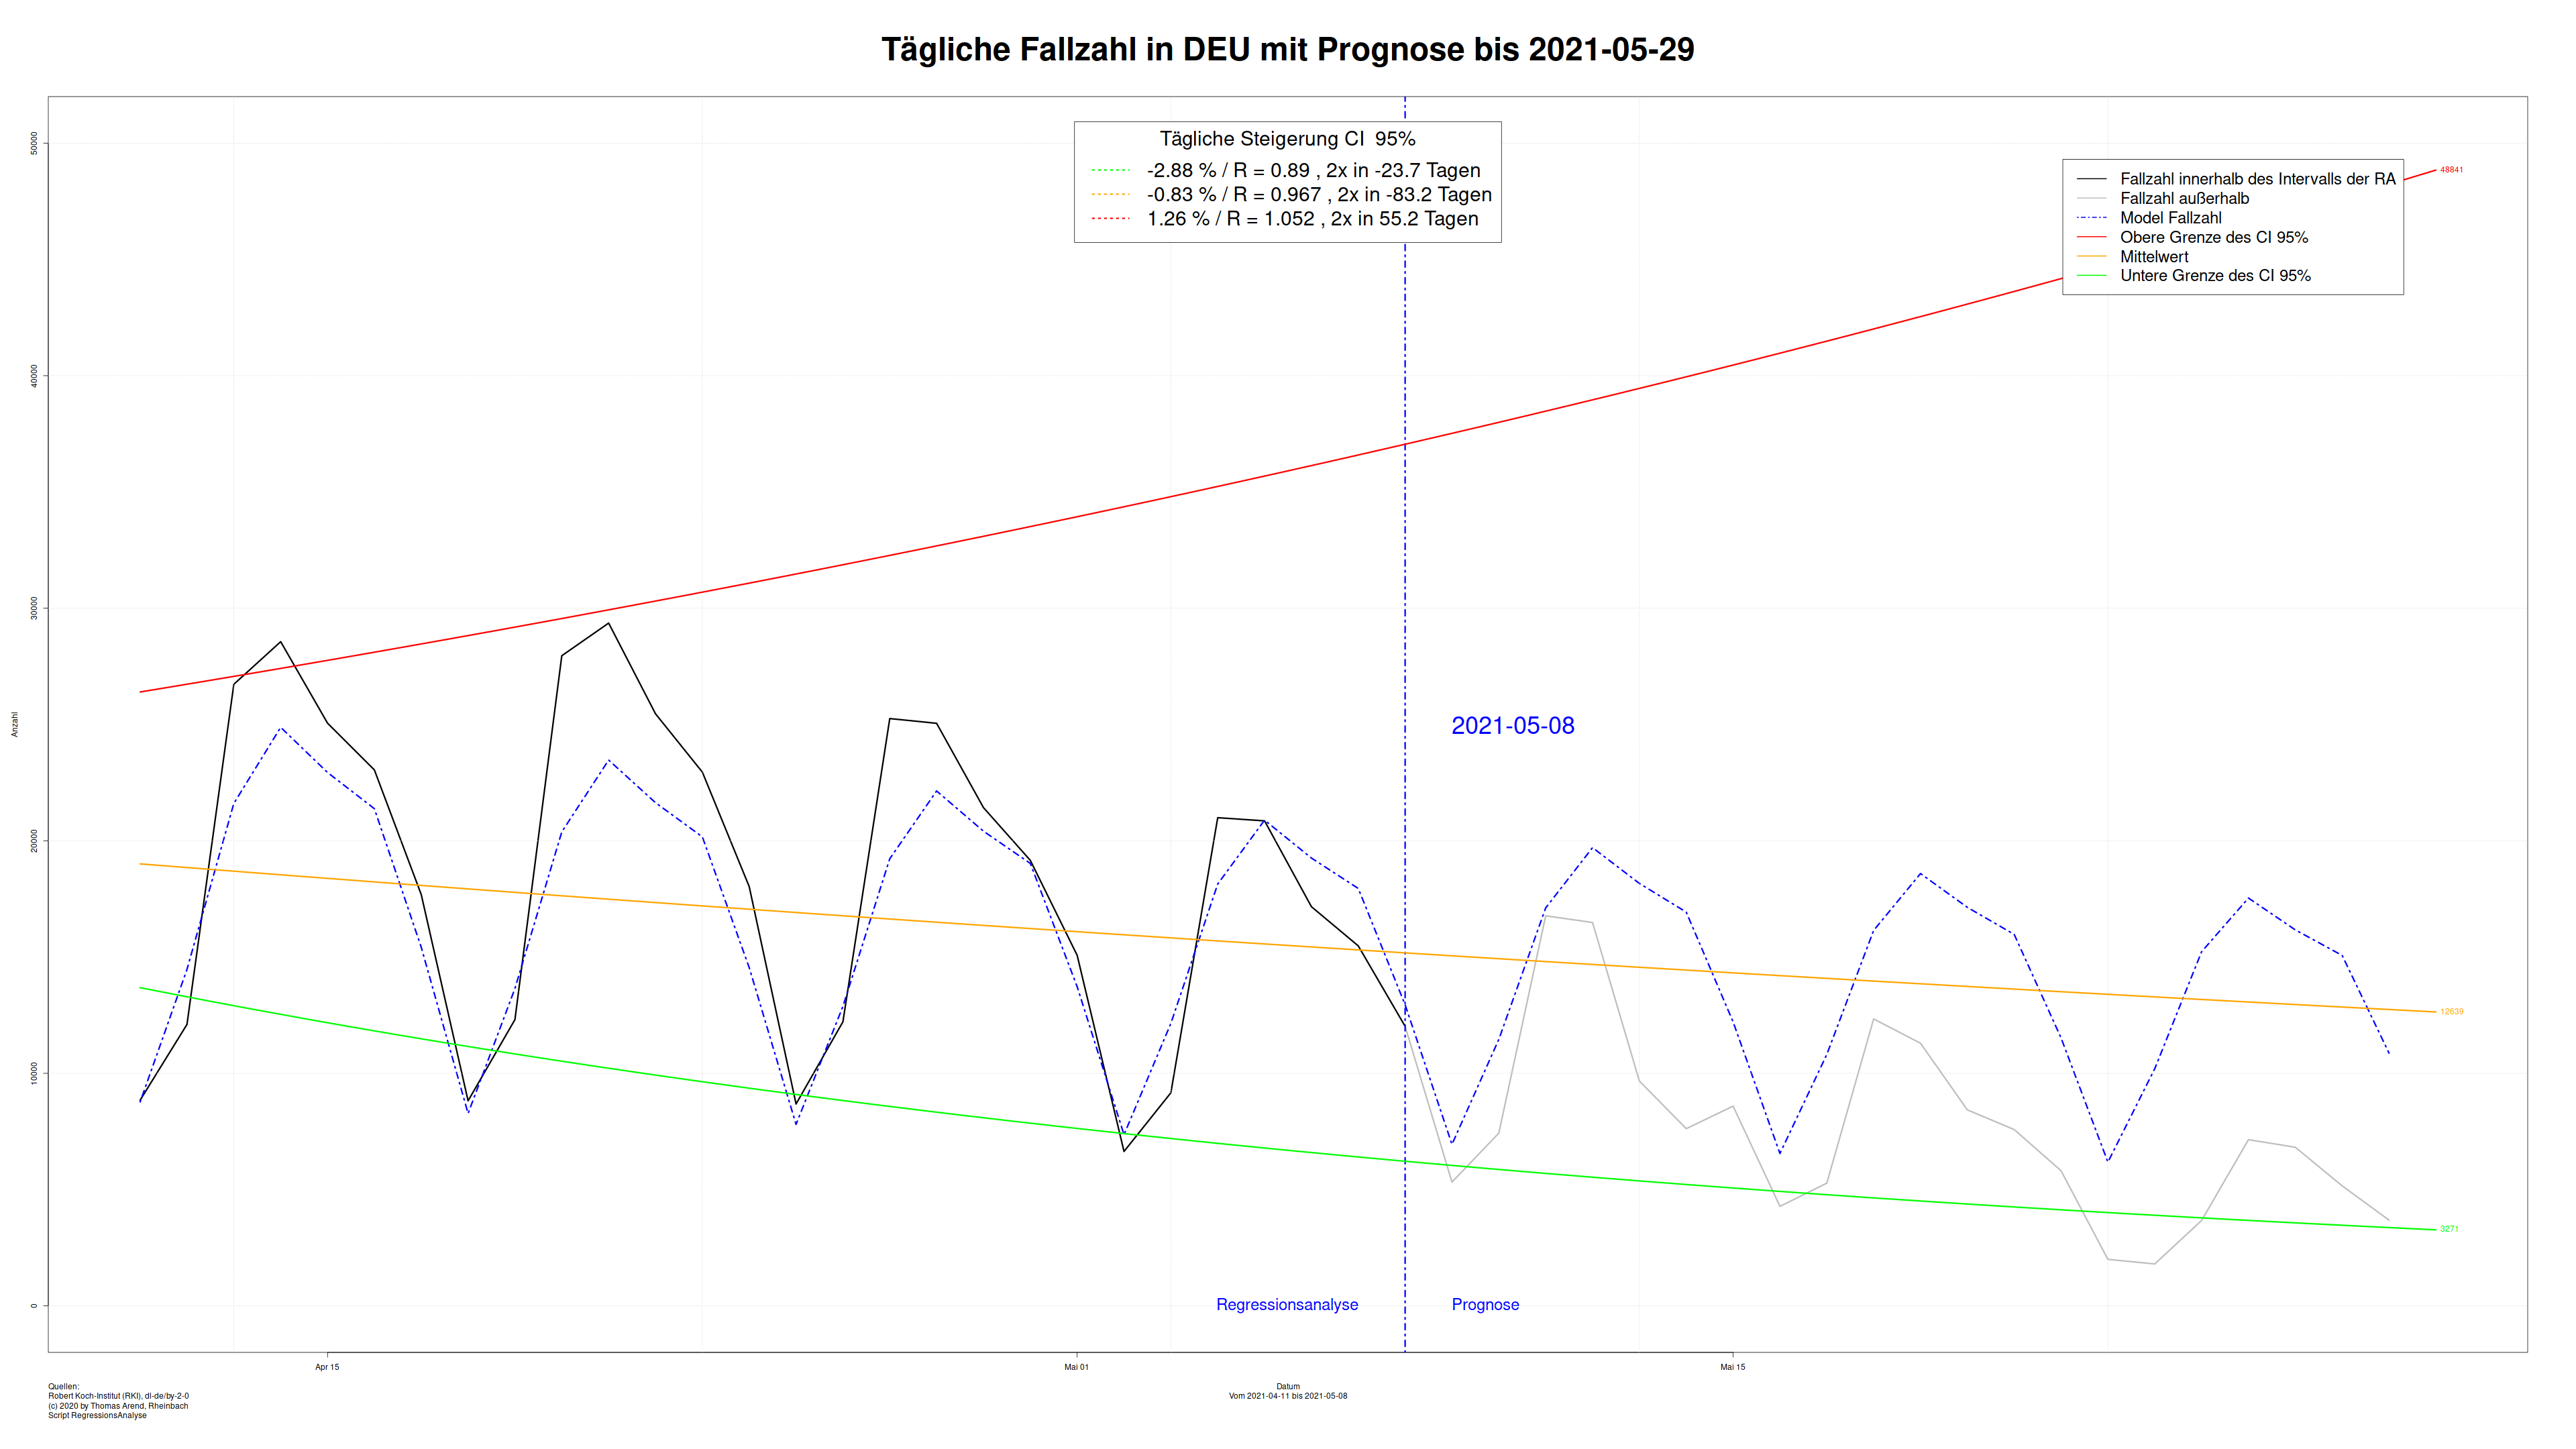 Tägliche Fallzahl in DEU mit Prognose bis 2021-05-29
Tägliche Steigerung CI  95%
-2.88 % / R = 0.89 , 2x in -23.7 Tagen
-0.83 % / R = 0.967 , 2x in -83.2 Tagen
1.26 % / R = 1.052 , 2x in 55.2 Tagen
Fallzahl innerhalb des Intervalls der RA
Fallzahl außerhalb
Model Fallzahl
Obere Grenze des CI 95%
Mittelwert
Untere Grenze des CI 95%
48841
50000
40000
30000
20000
10000
0
Anzahl
2021-05-08
12639
3271
Regressionsanalyse
Prognose
Apr 15
Mai 01
Mai 15
Datum
Vom 2021-04-11 bis 2021-05-08
Quellen:
Robert Koch-Institut (RKI), dl-de/by-2-0
(c) 2020 by Thomas Arend, Rheinbach
Script RegressionsAnalyse